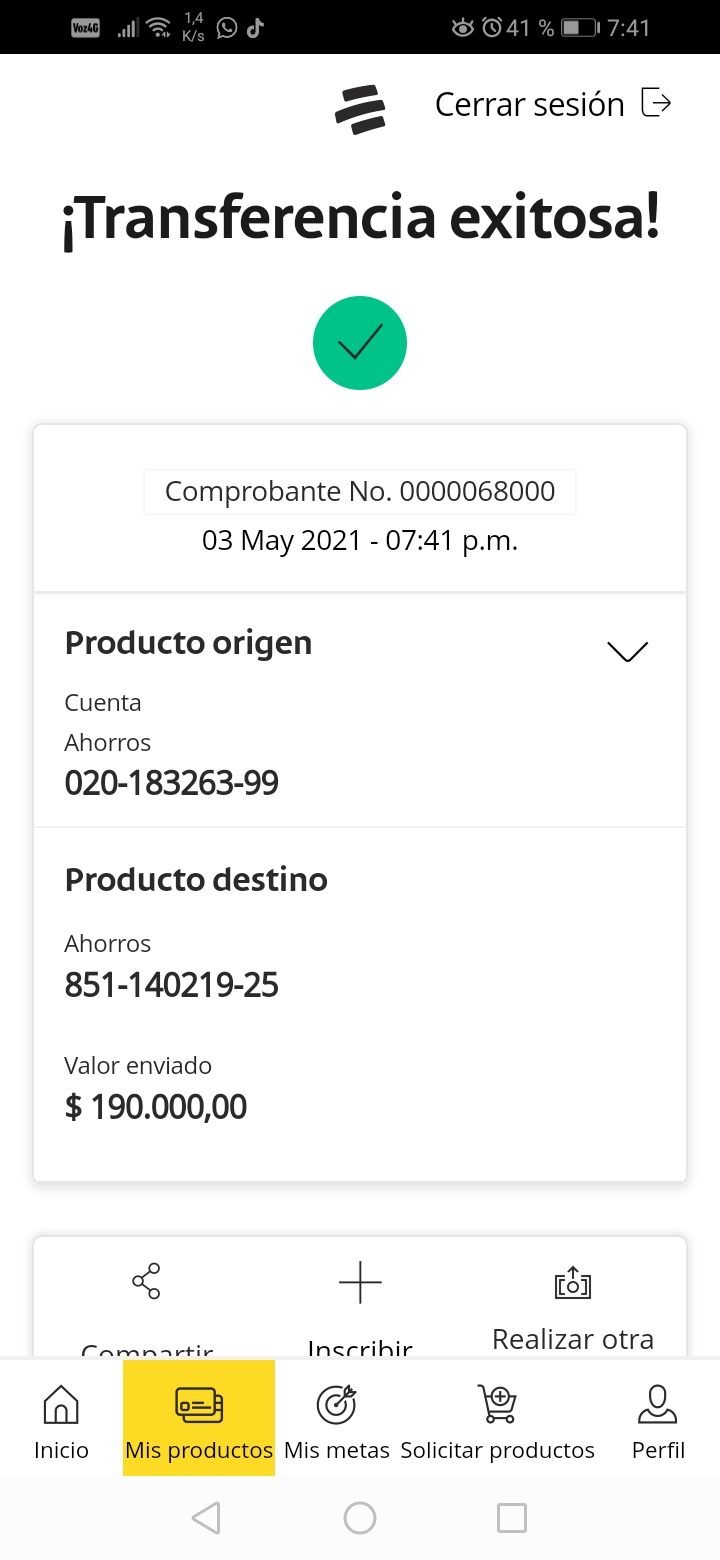 Voz4G 1,4 K/s 41 % 7:41
Cerrar sesión
¡Transferencia exitosa!
Comprobante No. 0000068000
03 May 2021 - 07:41 p.m.
Producto origen
Cuenta
Ahorros
020-183263-99
Producto destino
Ahorros
851-140219-25
Valor enviado
$ 190.000,00
Compartir Inscribir Realizar otra
Inicio Mis productos Mis metas Solicitar productos Perfil